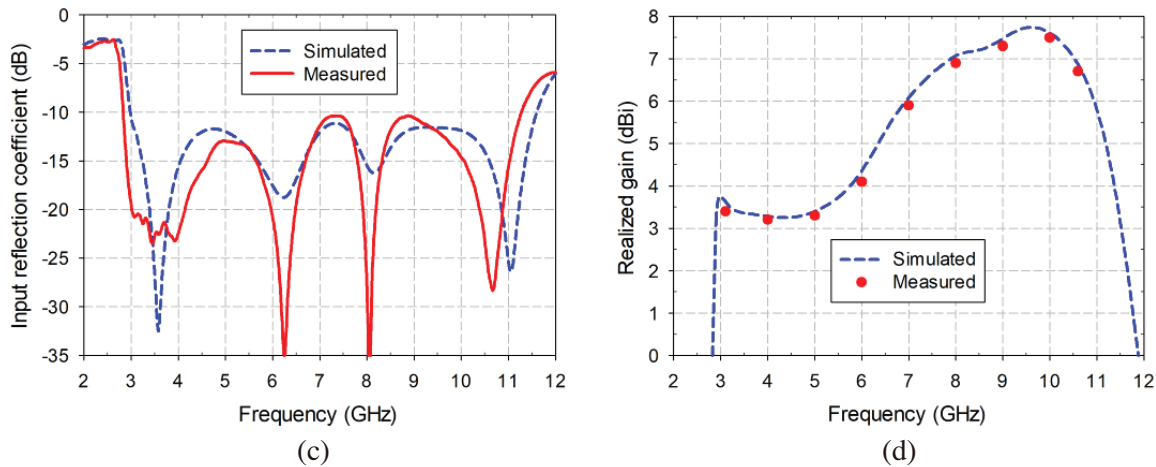 0
-5
-10
-15
-20
-25
-30
-35
Input reflection coefficient (dB)
Simulated
Measured
2 3 4 5 6 7 8 9 10 11 12
Frequency (GHz)
(c)
8
7
6
5
4
3
2
1
0
Realized gain (dBi)
Simulated
Measured
2 3 4 5 6 7 8 9 10 11 12
Frequency (GHz)
(d)